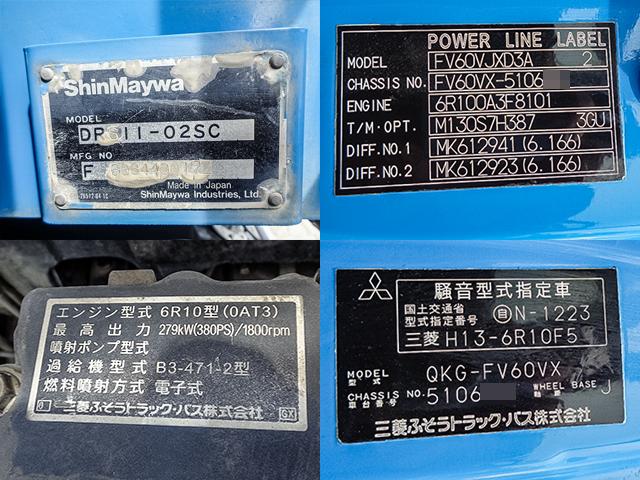 ShinMaywa
MODEL
11-02SC
MFG NO
F
Made in Japan
ShinMaywa Industries, Ltd.
POWER LINE LABEL
MODEL FV60VJXD3A 2
CHASSIS NO. FV60VX-5106
ENGINE 6R100A3F8101
T/M·OPT. M130S7H387 3GU
DIFF.NO.1 MK612941(6.166)
DIFF.NO.2 MK612923(6.166)
エンジン型式 6R10型(0AT3)
最高出力 279kW(380PS)/1800rpm
噴射ポンプ型式
過給機型式 B3-471-2型
燃料噴射方式 電子式
三菱ふそうトラック・バス株式会社 GX
騒音型式指定車
国土交通省
型式指定番号 自N-1223
三菱 H13-6R10F5
MODEL
型式 QKG-FV60VX
CHASSIS NO.
車台番号 5106 WHEEL BASE
軸距 J
三菱ふそうトラック・バス株式会社